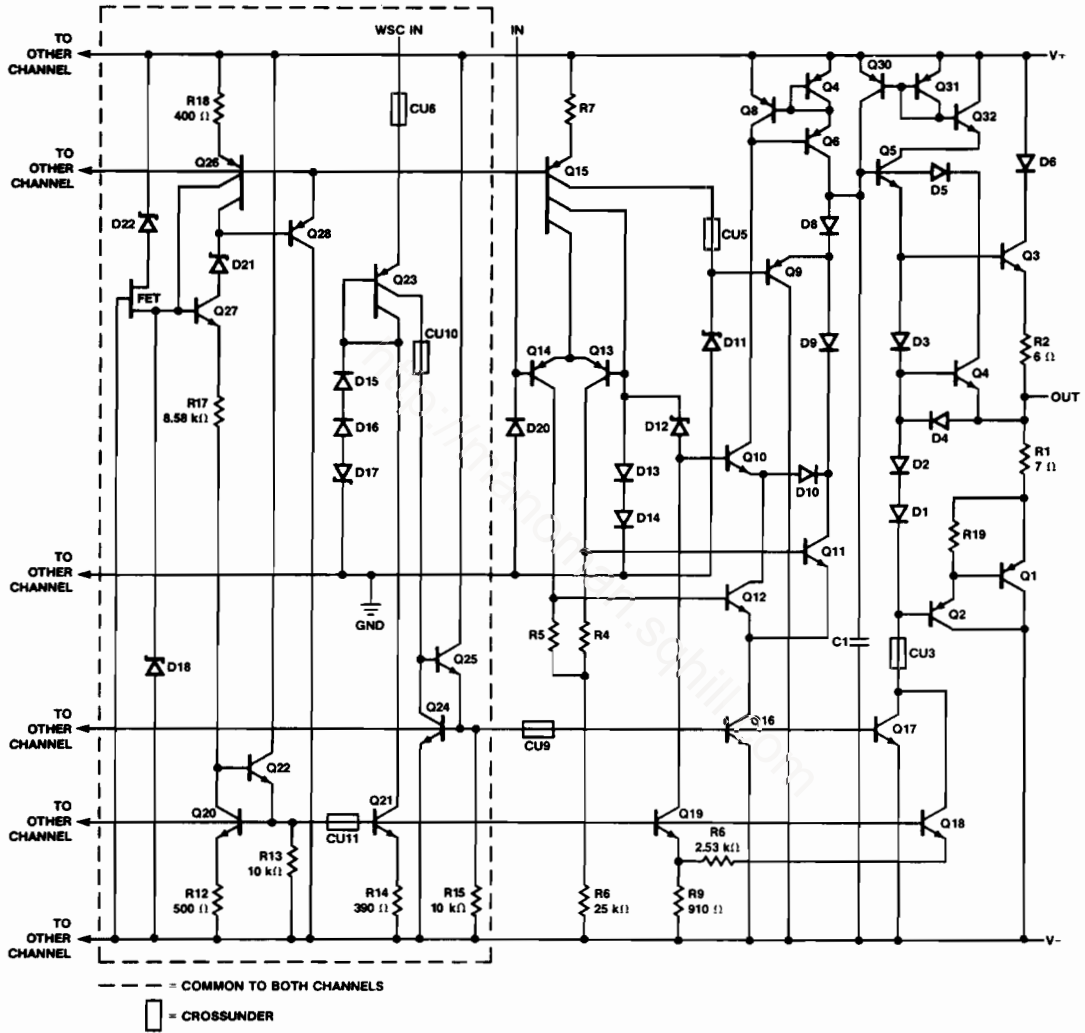 WSC IN
IN
TO
OTHER
CHANNEL
V+
Q30
Q4
Q31
Q8
R18
400 Ω
CU6
R7
Q32
Q6
TO
OTHER
CHANNEL
Q26
Q15
Q5
D5
D6
D22
Q28
D8
CU5
D21
Q3
Q23
Q9
FET
Q27
CU10
D11
D9
D3
R2
6 Ω
Q14
Q13
D15
Q4
OUT
R17
8.58 kΩ
D16
D20
D12
D4
D17
D13
Q10
D2
R1
7 Ω
D10
D14
D1
R19
Q11
TO
OTHER
CHANNEL
Q12
Q1
GND
Q2
R5
R4
C1
D18
Q25
CU3
TO
OTHER
CHANNEL
Q24
CU9
Q16
Q17
Q22
TO
OTHER
CHANNEL
Q20
Q21
Q19
Q18
CU11
R6
2.53 kΩ
R13
10 kΩ
R12
500 Ω
R14
390 Ω
R15
10 kΩ
R6
25 kΩ
R9
910 Ω
TO
OTHER
CHANNEL
V−
= COMMON TO BOTH CHANNELS
= CROSSUNDER
http://manoman.sqhill.com